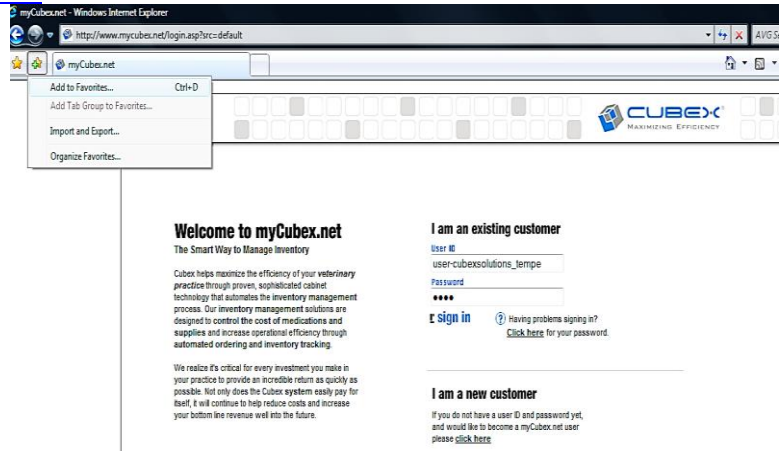 myCubex.net - Windows Internet Explorer
http://www.mycubex.net/login.asp?src=default
AVG Se
myCubex.net
Add to Favorites... Ctrl+D
Add Tab Group to Favorites...
Import and Export...
Organize Favorites...
CUBEX
MAXIMIZING EFFICIENCY
Welcome to myCubex.net
The Smart Way to Manage Inventory
Cubex helps maximize the efficiency of your veterinary
practice through proven, sophisticated cabinet
technology that automates the inventory management
process. Our inventory management solutions are
designed to control the cost of medications and
supplies and increase operational efficiency through
automated ordering and inventory tracking.
We realize it's critical for every investment you make in
your practice to provide an incredible return as quickly as
possible. Not only does the Cubex system easily pay for
itself, it will continue to help reduce costs and increase
your bottom line revenue well into the future.
I am an existing customer
User ID
user-cubexsolutions_tempe
Password
••••
r sign in
? Having problems signing in?
Click here for your password.
I am a new customer
If you do not have a user ID and password yet,
and would like to become a myCubex.net user
please click here